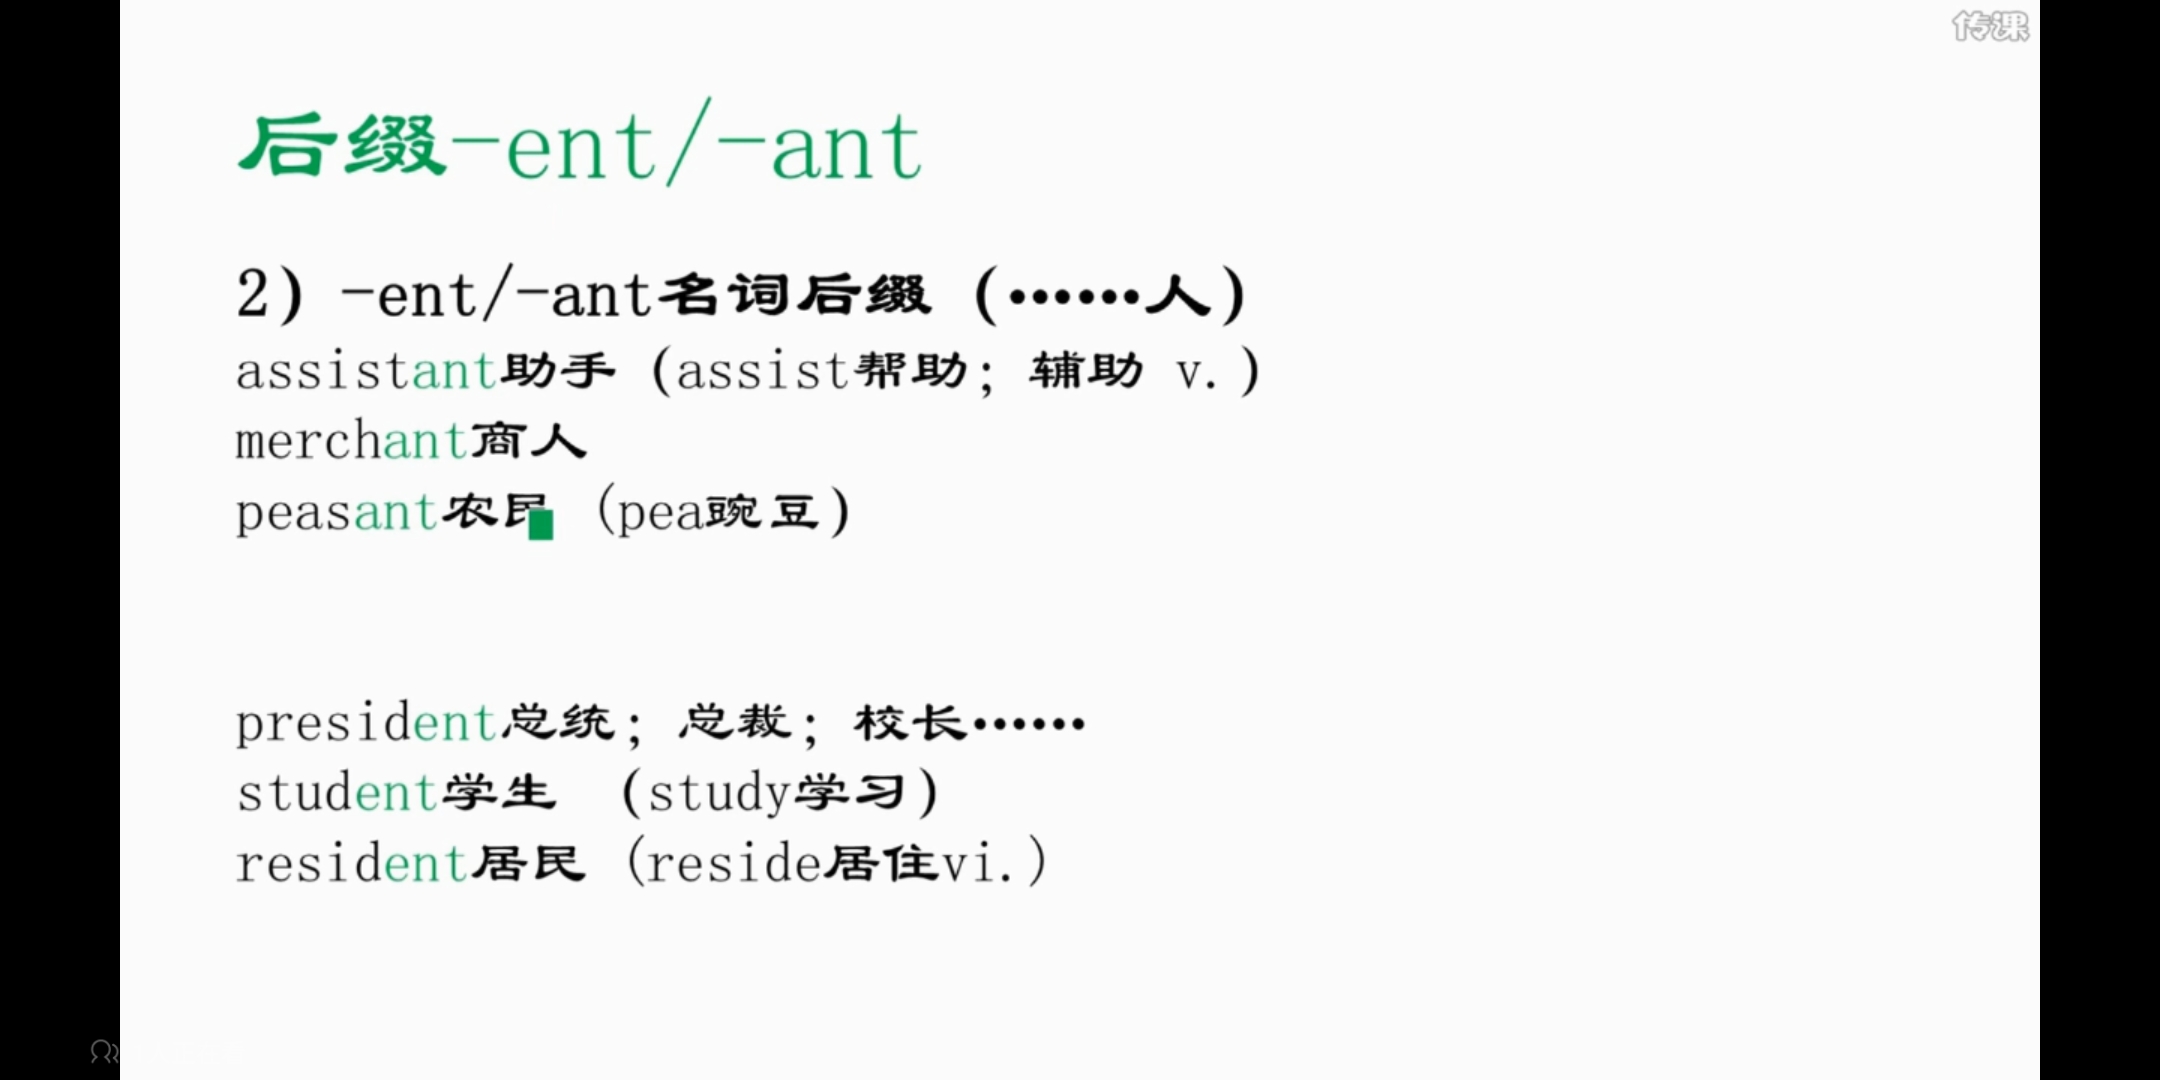 传课
后缀-ent/-ant
2）-ent/-ant名词后缀（……人）
assistant助手（assist帮助；辅助 v.）
merchant商人
peasant农民（pea豌豆）
president总统；总裁；校长……
student学生 （study学习）
resident居民（reside居住vi.）